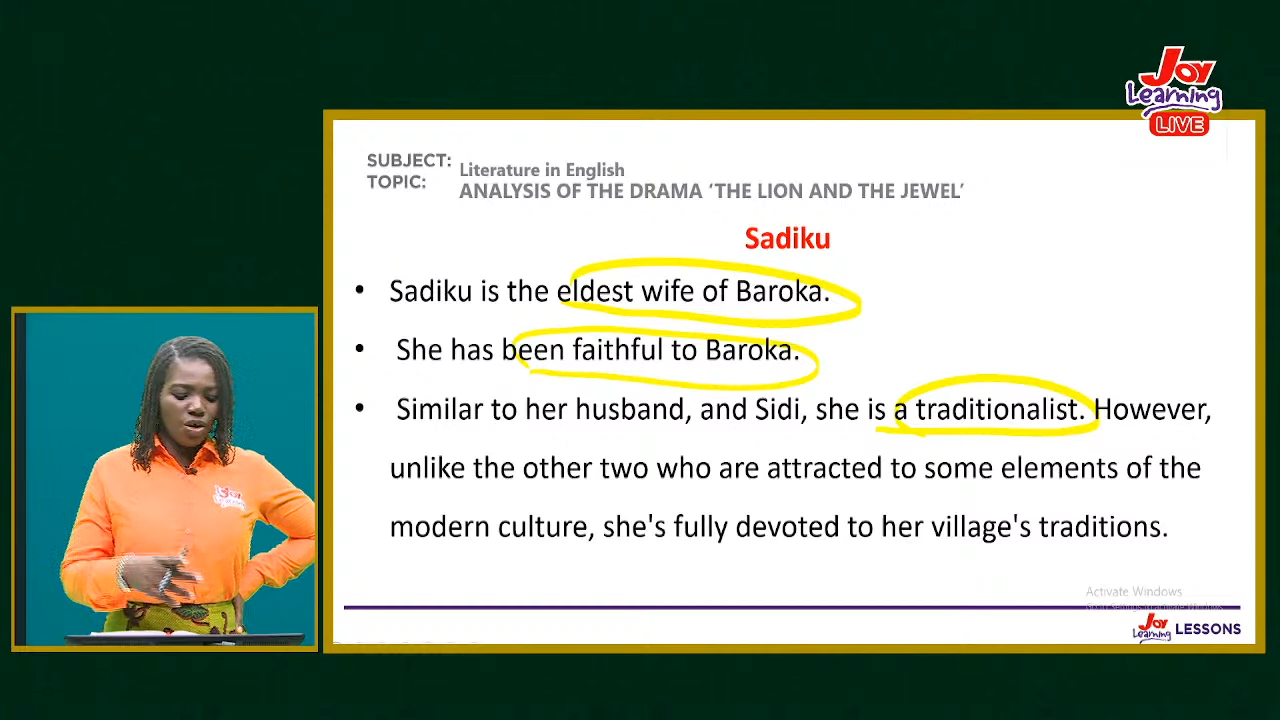 Joy
Learning
LIVE
SUBJECT: Literature in English
TOPIC: ANALYSIS OF THE DRAMA ‘THE LION AND THE JEWEL’
Sadiku
• Sadiku is the eldest wife of Baroka.
• She has been faithful to Baroka.
• Similar to her husband, and Sidi, she is a traditionalist. However,
unlike the other two who are attracted to some elements of the
modern culture, she's fully devoted to her village's traditions.
Activate Windows
Joy Learning LESSONS